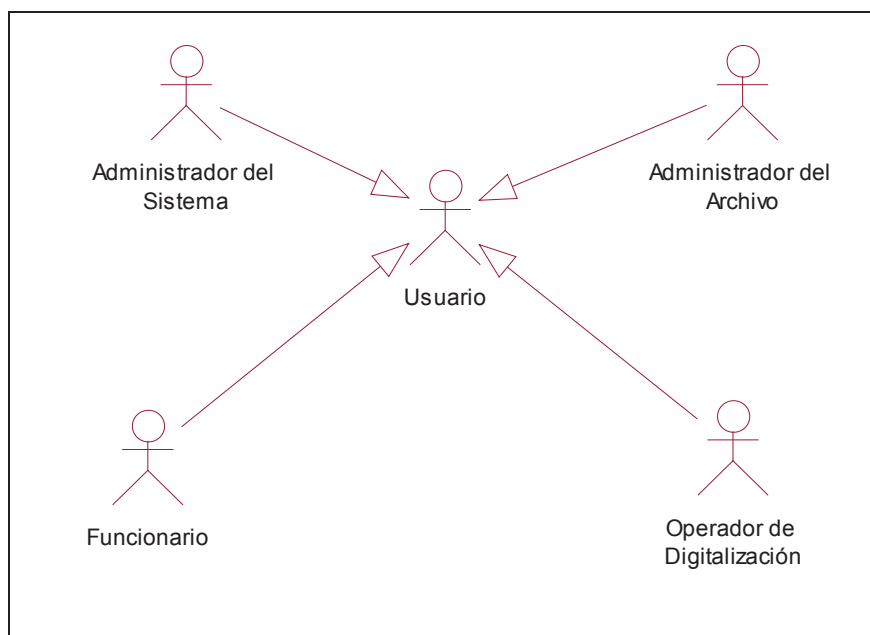 Administrador del
Sistema
Administrador del
Archivo
Usuario
Funcionario
Operador de
Digitalización